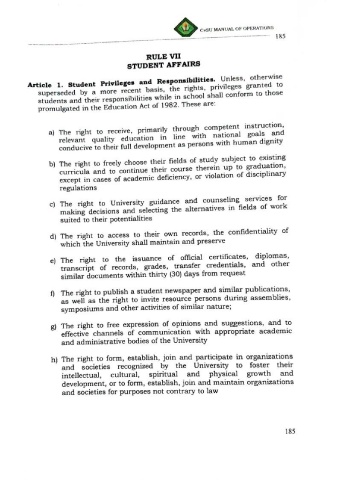 CvSU MANUAL OF OPERATIONS
185
RULE VII
STUDENT AFFAIRS
Article 1. Student Privileges and Responsibilities. Unless, otherwise
superseded by a more recent basis, the rights, privileges granted to
students and their responsibilities while in school shall conform to those
promulgated in the Education Act of 1982. These are:
a) The right to receive, primarily through competent instruction,
relevant quality education in line with national goals and
conducive to their full development as persons with human dignity
b) The right to freely choose their fields of study subject to existing
curricula and to continue their course therein up to graduation,
except in cases of academic deficiency, or violation of disciplinary
regulations
c) The right to University guidance and counseling services for
making decisions and selecting the alternatives in fields of work
suited to their potentialities
d) The right to access to their own records, the confidentiality of
which the University shall maintain and preserve
e) The right to the issuance of official certificates, diplomas,
transcript of records, grades, transfer credentials, and other
similar documents within thirty (30) days from request
f) The right to publish a student newspaper and similar publications,
as well as the right to invite resource persons during assemblies,
symposiums and other activities of similar nature;
g) The right to free expression of opinions and suggestions, and to
effective channels of communication with appropriate academic
and administrative bodies of the University
h) The right to form, establish, join and participate in organizations
and societies recognized by the University to foster their
intellectual, cultural, spiritual and physical growth and
development, or to form, establish, join and maintain organizations
and societies for purposes not contrary to law
185